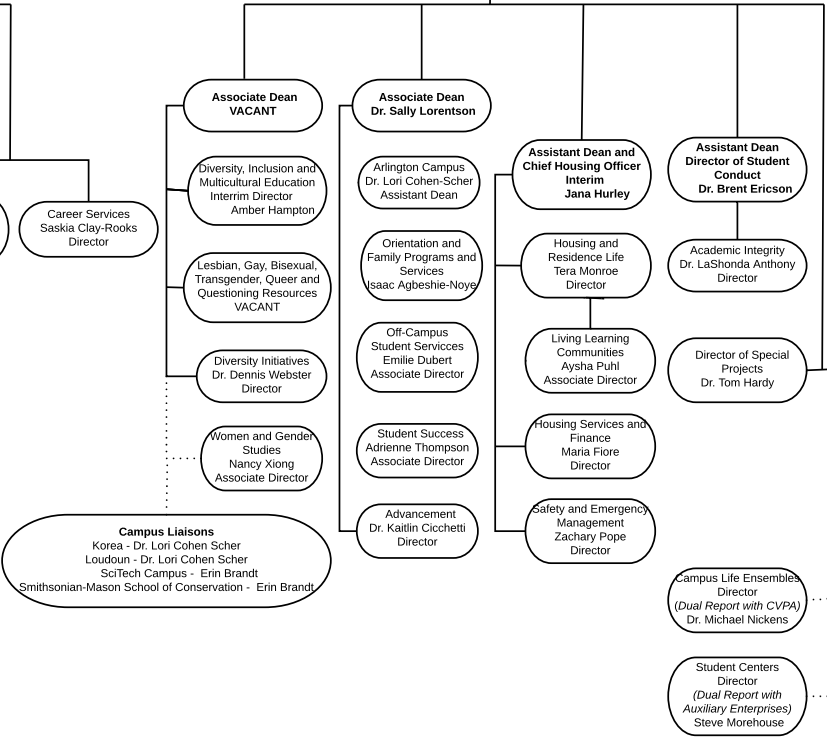 Career Services
Saskia Clay-Rooks
Director
Associate Dean
VACANT
Diversity, Inclusion and
Multicultural Education
Interrim Director
Amber Hampton
Lesbian, Gay, Bisexual,
Transgender, Queer and
Questioning Resources
VACANT
Diversity Initiatives
Dr. Dennis Webster
Director
Women and Gender
Studies
Nancy Xiong
Associate Director
Campus Liaisons
Korea - Dr. Lori Cohen Scher
Loudoun - Dr. Lori Cohen Scher
SciTech Campus - Erin Brandt
Smithsonian-Mason School of Conservation - Erin Brandt
Associate Dean
Dr. Sally Lorentson
Arlington Campus
Dr. Lori Cohen-Scher
Assistant Dean
Orientation and
Family Programs and
Services
Isaac Agbeshie-Noye
Off-Campus
Student Servicces
Emilie Dubert
Associate Director
Student Success
Adrienne Thompson
Associate Director
Advancement
Dr. Kaitlin Cicchetti
Director
Assistant Dean and
Chief Housing Officer
Interim
Jana Hurley
Housing and
Residence Life
Tera Monroe
Director
Living Learning
Communities
Aysha Puhl
Associate Director
Housing Services and
Finance
Maria Fiore
Director
Safety and Emergency
Management
Zachary Pope
Director
Assistant Dean
Director of Student
Conduct
Dr. Brent Ericson
Academic Integrity
Dr. LaShonda Anthony
Director
Director of Special
Projects
Dr. Tom Hardy
Campus Life Ensembles
Director
(Dual Report with CVPA)
Dr. Michael Nickens
Student Centers
Director
(Dual Report with
Auxiliary Enterprises)
Steve Morehouse